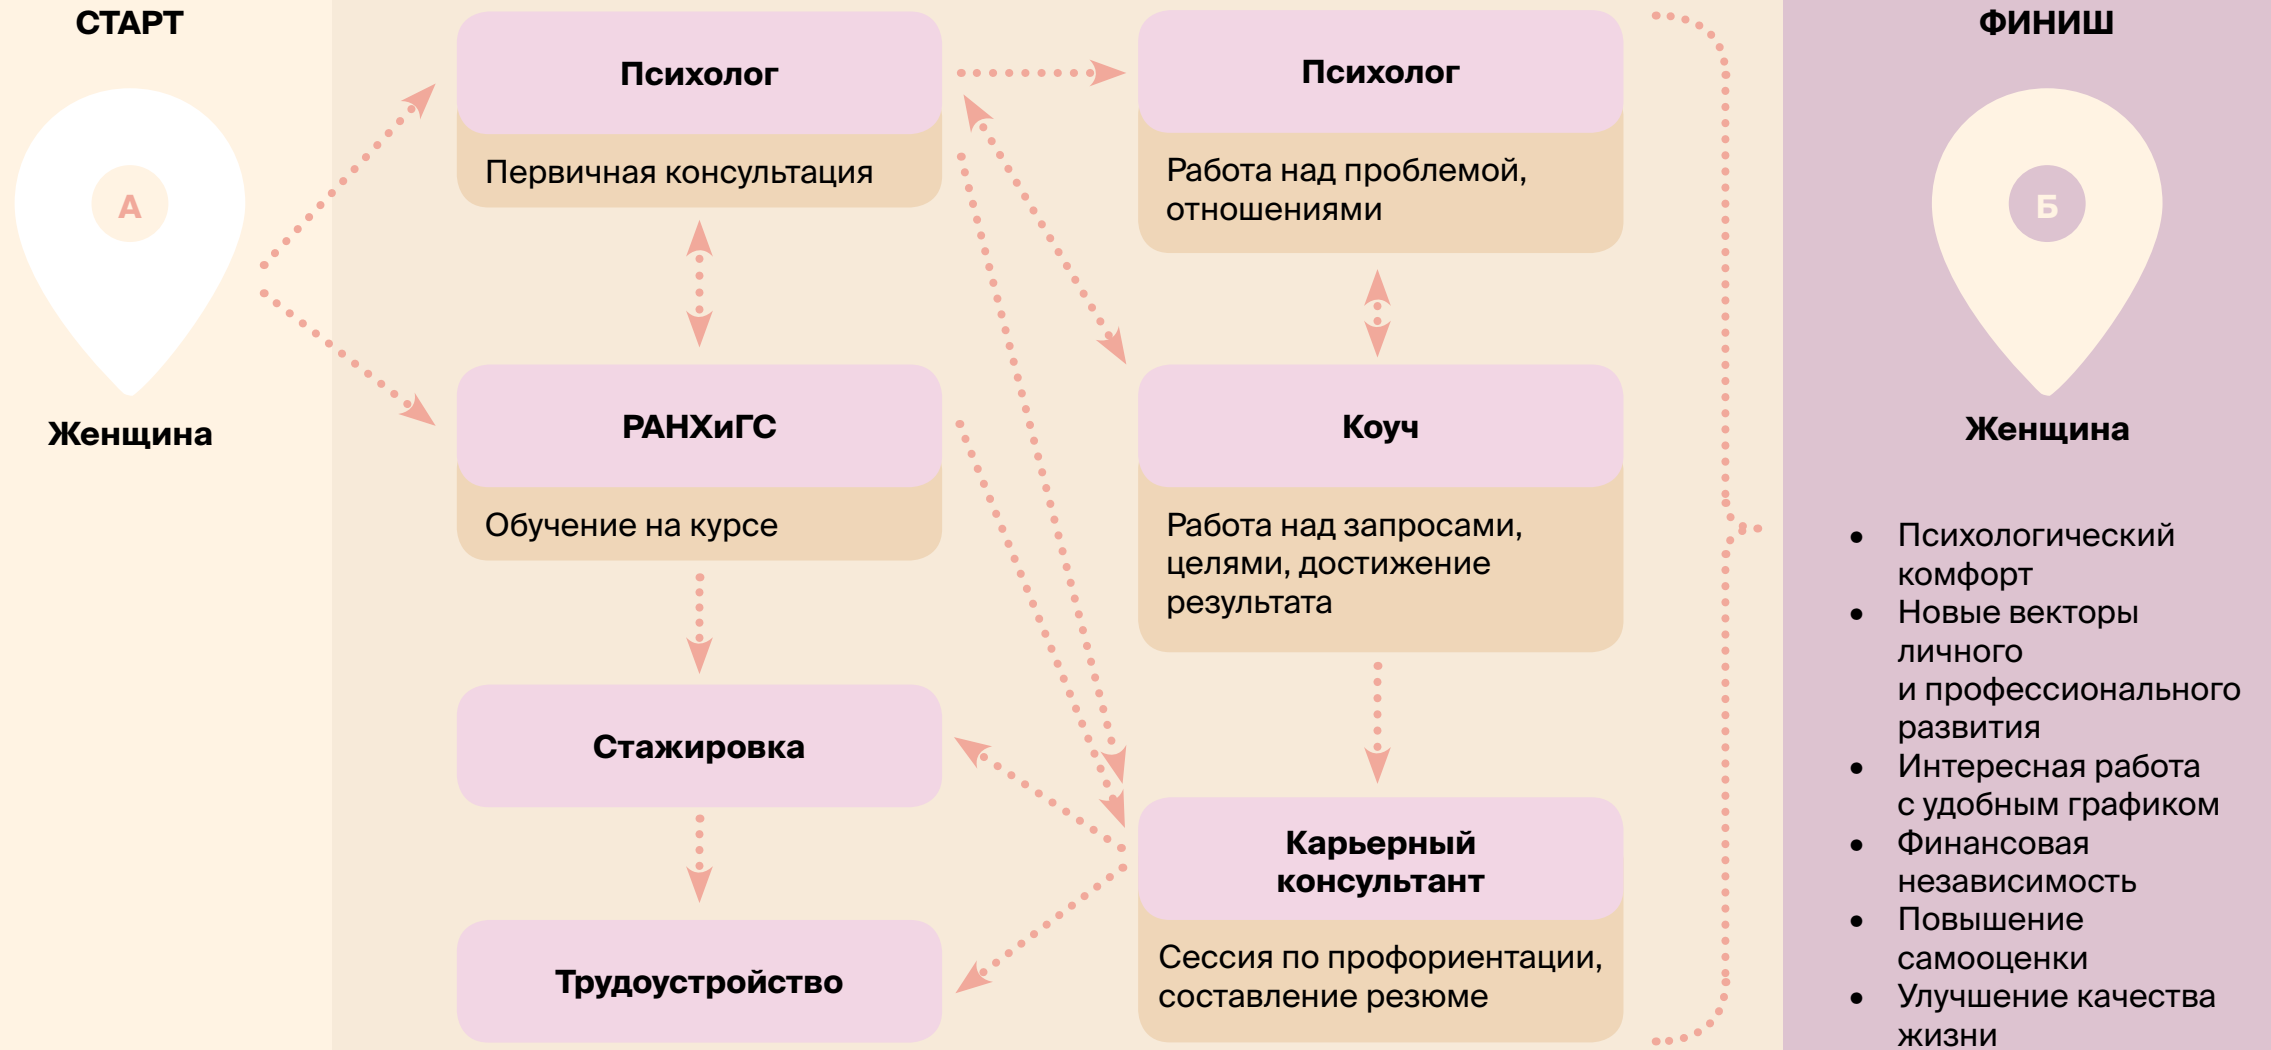 СТАРТ
А
Женщина
Психолог
Первичная консультация
РАНХиГС
Обучение на курсе
Стажировка
Трудоустройство
Психолог
Работа над проблемой,
отношениями
Коуч
Работа над запросами,
целями, достижение
результата
Карьерный
консультант
Сессия по профориентации,
составление резюме
ФИНИШ
Б
Женщина
• Психологический
комфорт
• Новые векторы
личного
и профессионального
развития
• Интересная работа
с удобным графиком
• Финансовая
независимость
• Повышение
самооценки
• Улучшение качества
жизни